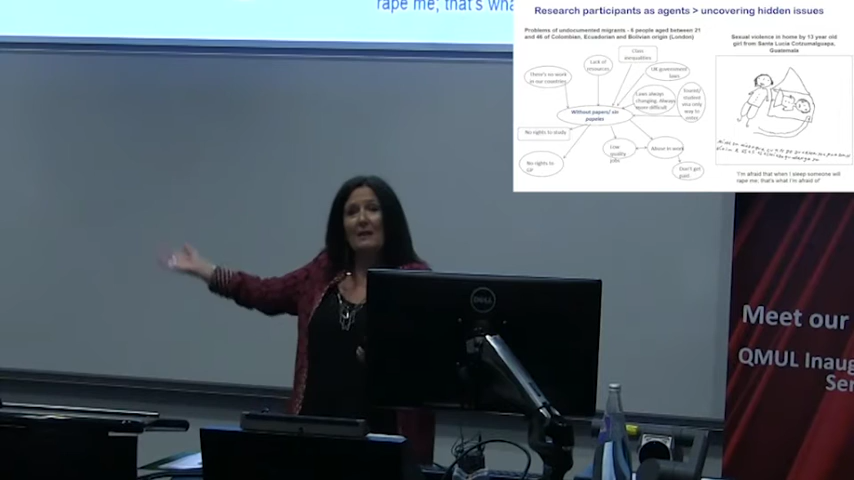 rape me; that's wha
Research participants as agents > uncovering hidden issues
Problems of undocumented migrants - 6 people aged between 21
and 46 of Colombian, Ecuadorian and Bolivian origin (London)
Class
inequalities
Lack of
resources
There's no work
in our countries
UK government
laws
Laws always
changing. Always
more difficult
visa only
way to
Without papers/ sin
papeles
No rights to study
No rights to
GP
Low
quality
jobs
Abuse in work
Don't get
paid
Sexual violence in home by 13 year old
girl from Santa Lucia Cotzumalguapa,
Guatemala
'I'm afraid that when I sleep someone will
rape me; that's what I'm afraid of'
DELL
Meet our
QMUL Inaug
Ser